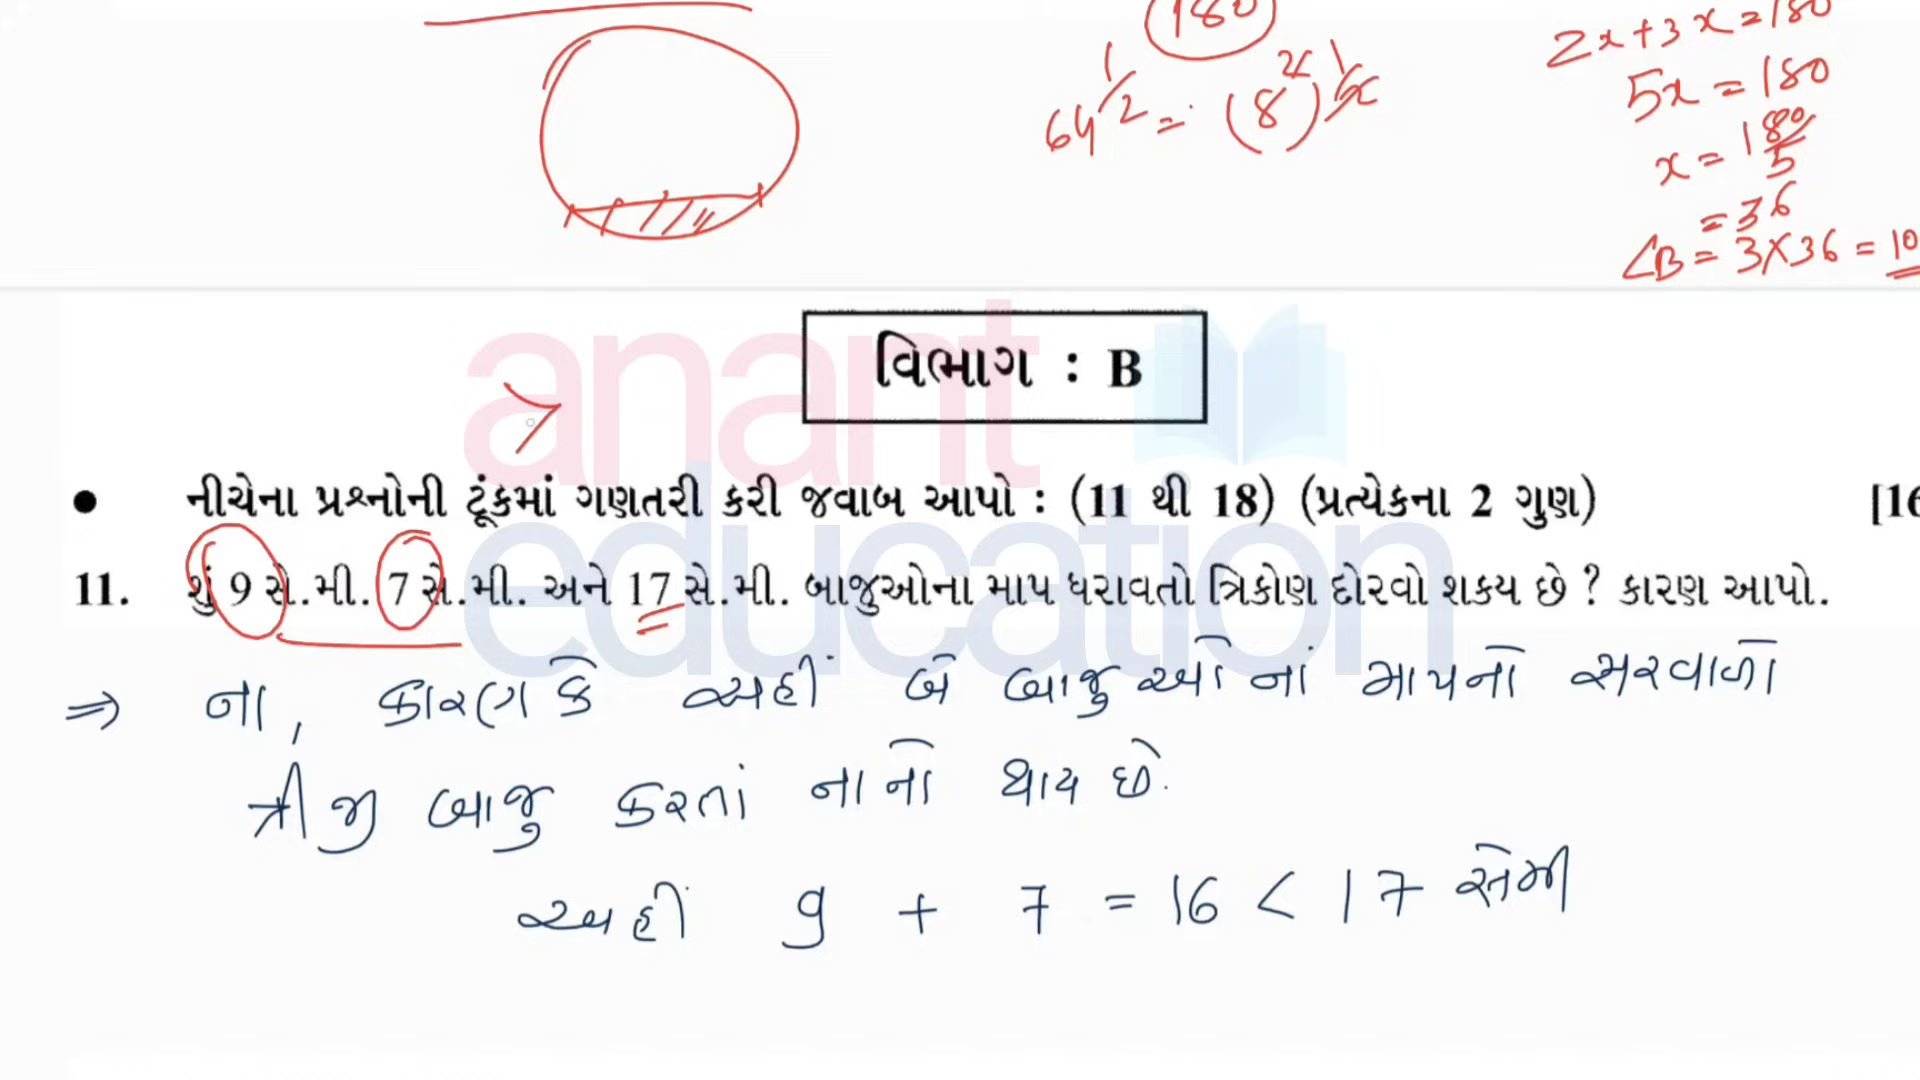 180
64^1/2 = (8^2x)^1/x
2x+3x=180
5x=180
x=180/5
=36
∠B=3×36=10
anant
education
વિભાગ : B
• નીચેના પ્રશ્નોની ટૂંકમાં ગણતરી કરી જવાબ આપો : (11 થી 18) (પ્રત્યેકના 2 ગુણ) [16
11. શું 9 સે.મી. 7 સે.મી. અને 17 સે.મી. બાજુઓના માપ ધરાવતો ત્રિકોણ દોરવો શક્ય છે ? કારણ આપો.
⇒ ના, કારણ કે અહીં બે બાજુઓનાં માપનો સરવાળો
ત્રીજી બાજુ કરતાં નાનો થાય છે.
અહીં 9 + 7 = 16 < 17 સેમી